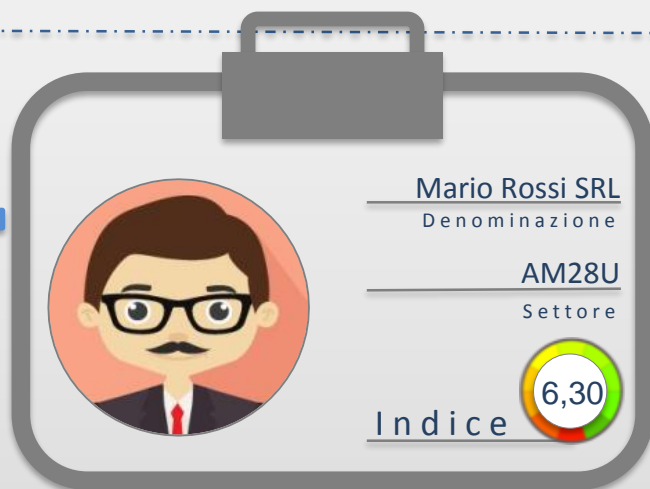 Mario Rossi SRL
Denominazione
AM28U
Settore
6,30
Indice